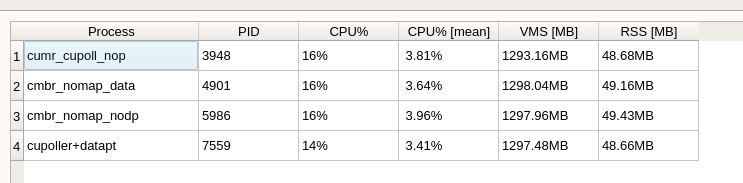 Process PID CPU% CPU% [mean] VMS [MB] RSS [MB]
1 cumr_cupoll_nop 3948 16% 3.81% 1293.16MB 48.68MB
2 cmbr_nomap_data 4901 16% 3.64% 1298.04MB 49.16MB
3 cmbr_nomap_nodp 5986 16% 3.96% 1297.96MB 49.43MB
4 cupoller+datapt 7559 14% 3.41% 1297.48MB 48.66MB